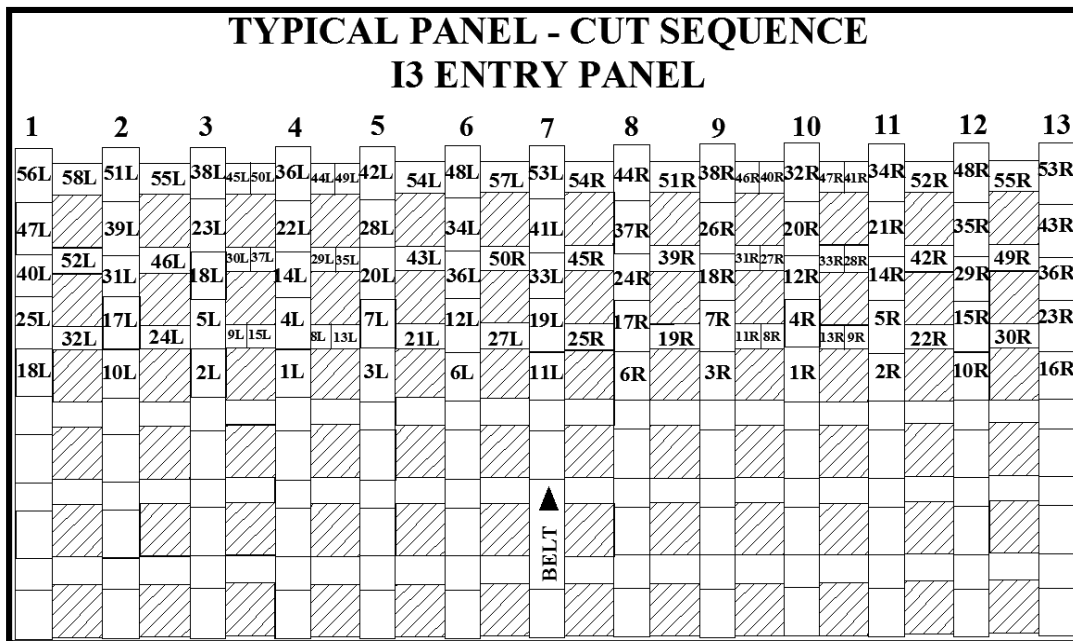 TYPICAL PANEL - CUT SEQUENCE
I3 ENTRY PANEL
1 2 3 4 5 6 7 8 9 10 11 12 13
56L 58L 51L 55L 38L 45L 50L 36L 44L 49L 42L 54L 48L 57L 53L 54R 44R 51R 38R 46R 40R 32R 47R 41R 34R 52R 48R 55R 53R
47L 39L 23L 22L 28L 34L 41L 37R 26R 20R 21R 35R 43R
52L 46L 30L 37L 29L 35L 43L 50R 45R 39R 31R 27R 33R 28R 42R 49R
40L 31L 18L 14L 20L 36L 33L 24R 18R 12R 14R 29R 36R
25L 17L 5L 4L 7L 12L 19L 17R 7R 4R 5R 15R 23R
32L 24L 9L 15L 8L 13L 21L 27L 25R 19R 11R 8R 13R 9R 22R 30R
18L 10L 2L 1L 3L 6L 11L 6R 3R 1R 2R 10R 16R
BELT